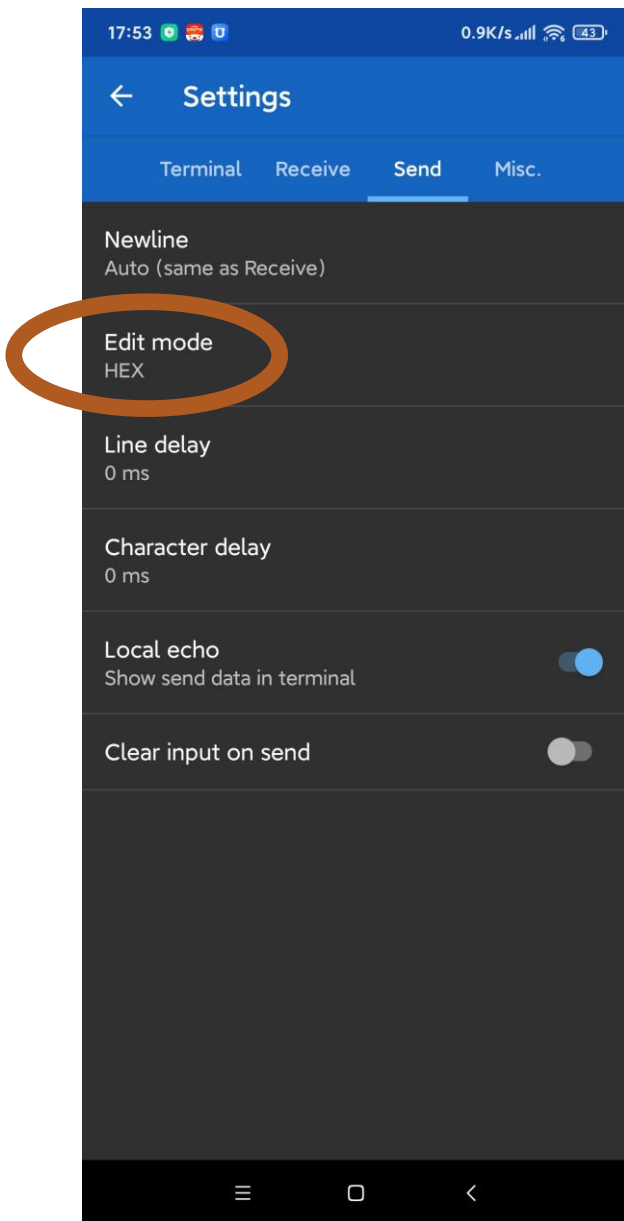 17:53 0.9K/s 43
Settings
Terminal Receive Send Misc.
Newline
Auto (same as Receive)
Edit mode
HEX
Line delay
0 ms
Character delay
0 ms
Local echo
Show send data in terminal
Clear input on send